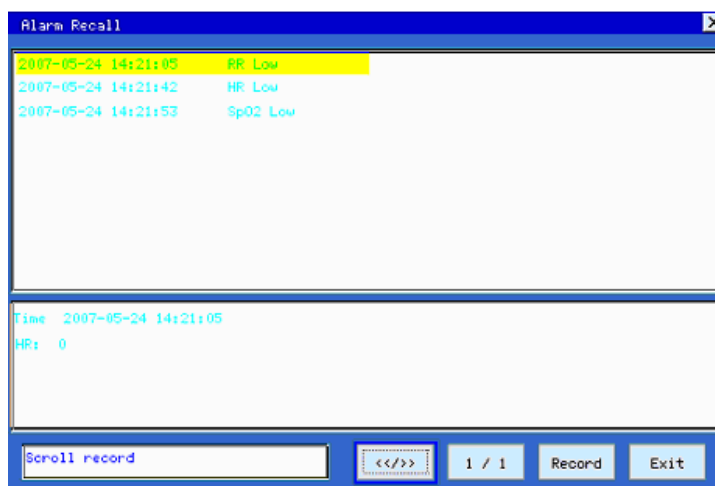 Alarm Recall
2007-05-24 14:21:05 RR Low
2007-05-24 14:21:42 HR Low
2007-05-24 14:21:53 SpO2 Low
Time 2007-05-24 14:21:05
HR: 0
Scroll record <</>> 1 / 1 Record Exit